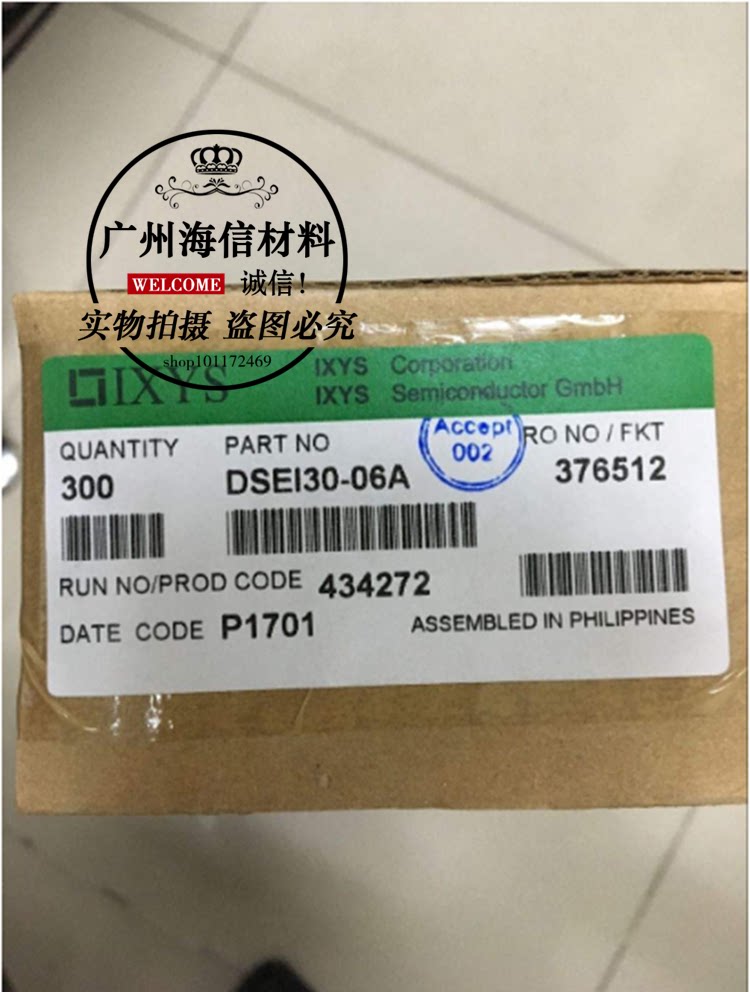 广州海信材料
WELCOME 诚信!
实物拍摄 盗图必究
shop101172469
IXYS IXYS Corporation
IXYS Semiconductor GmbH
QUANTITY PART NO Accept RO NO / FKT
300 DSEI30-06A 002 376512
RUN NO/PROD CODE 434272
DATE CODE P1701 ASSEMBLED IN PHILIPPINES